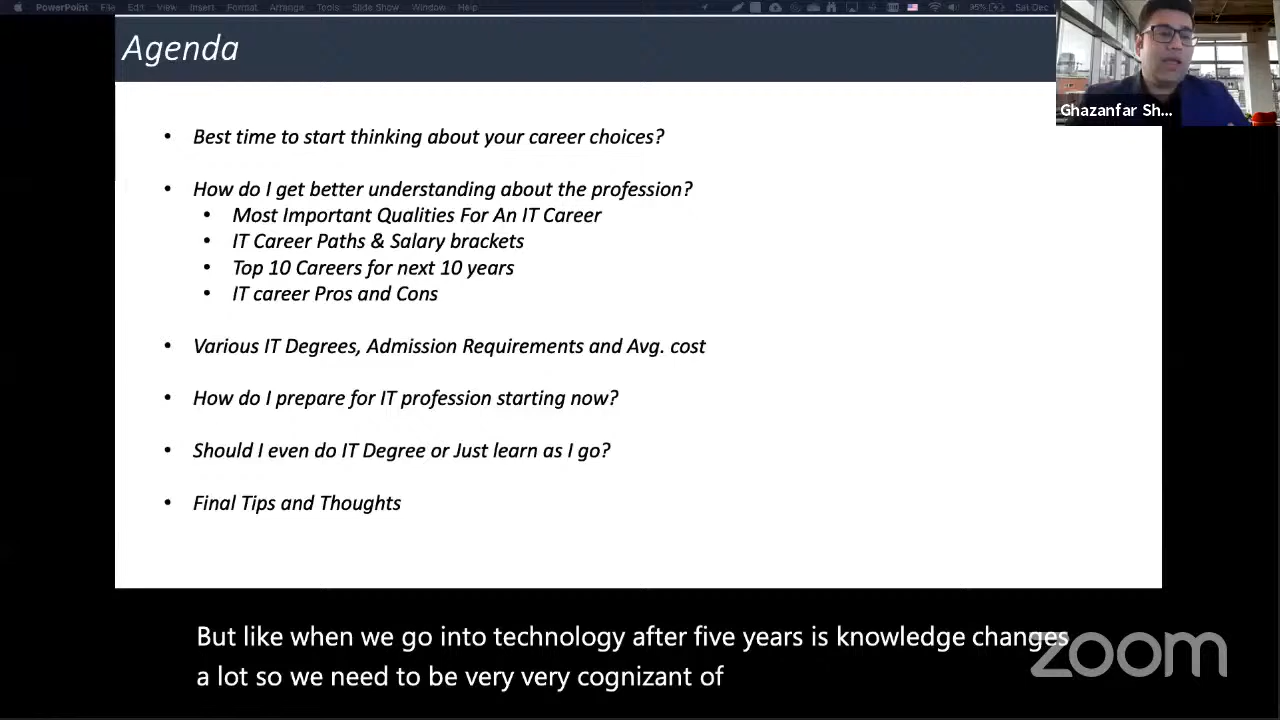 PowerPoint File Edit View Insert Format Arrange Tools Slide Show Window Help 95% Sat Dec
Agenda
Ghazanfar Sh...
• Best time to start thinking about your career choices?
• How do I get better understanding about the profession?
• Most Important Qualities For An IT Career
• IT Career Paths & Salary brackets
• Top 10 Careers for next 10 years
• IT career Pros and Cons
• Various IT Degrees, Admission Requirements and Avg. cost
• How do I prepare for IT profession starting now?
• Should I even do IT Degree or Just learn as I go?
• Final Tips and Thoughts
But like when we go into technology after five years is knowledge changes
a lot so we need to be very very cognizant of
zoom